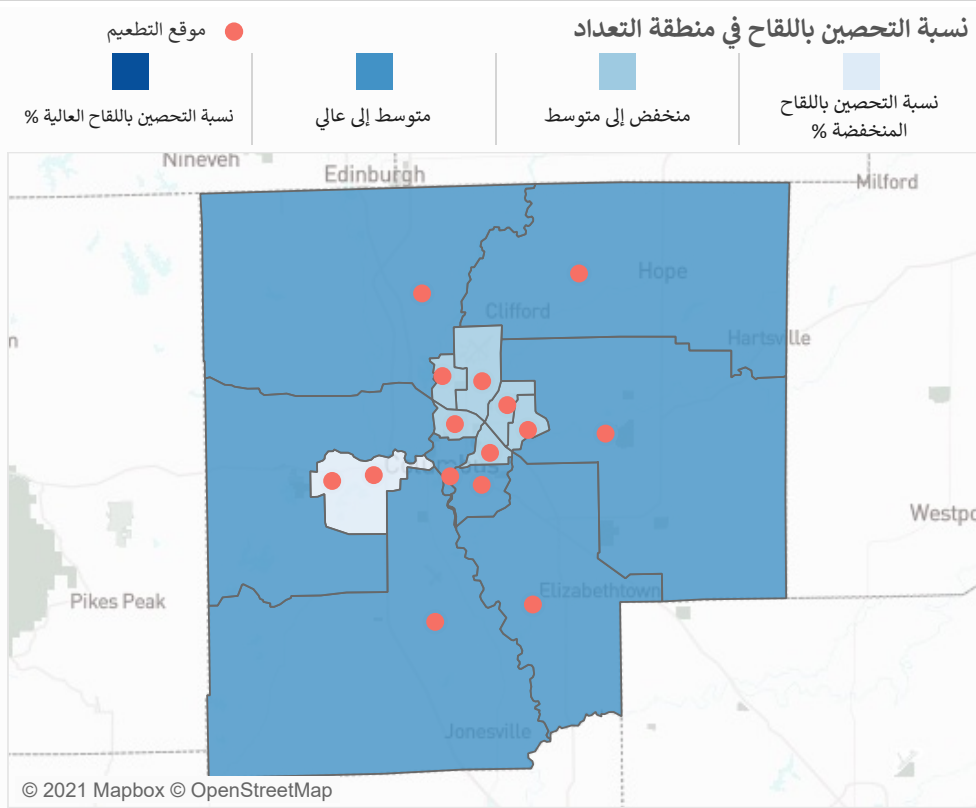 نسبة التحصين باللقاح في منطقة التعداد
موقع التطعيم
نسبة التحصين باللقاح
المنخفضة %
منخفض إلى متوسط
متوسط إلى عالي
نسبة التحصين باللقاح العالية %
Nineveh
Edinburgh
Milford
Hope
Clifford
Hartsville
n
Columbus
Westpo
Pikes Peak
Elizabethtown
Jonesville
© 2021 Mapbox © OpenStreetMap